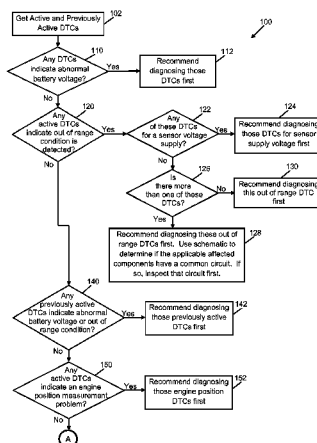 102
Get Active and Previously
Active DTCs
100
110
Any DTCs
indicate abnormal
battery voltage?
Yes
112
Recommend
diagnosing those
DTCs first
No
120
Any
active DTCs
indicate out of range
condition is
detected?
Yes
122
Any
of these DTCs
for a sensor voltage
supply?
Yes
124
Recommend diagnosing
those DTCs for sensor
supply voltage first
No
126
Is
there more
than one of these
DTCs?
No
130
Recommend diagnosing
this out of range DTC
first
Yes
Recommend diagnosing these out of
range DTCs first. Use schematic to
determine if the applicable affected
components have a common circuit. If
so, inspect that circuit first.
128
No
140
Any
previously active
DTCs indicate abnormal
battery voltage or out of
range condition?
Yes
142
Recommend diagnosing
those previously active
DTCs first
No
150
Any
active DTCs
indicate an engine
position measurement
problem?
Yes
152
Recommend diagnosing
those engine position
DTCs first
No
A